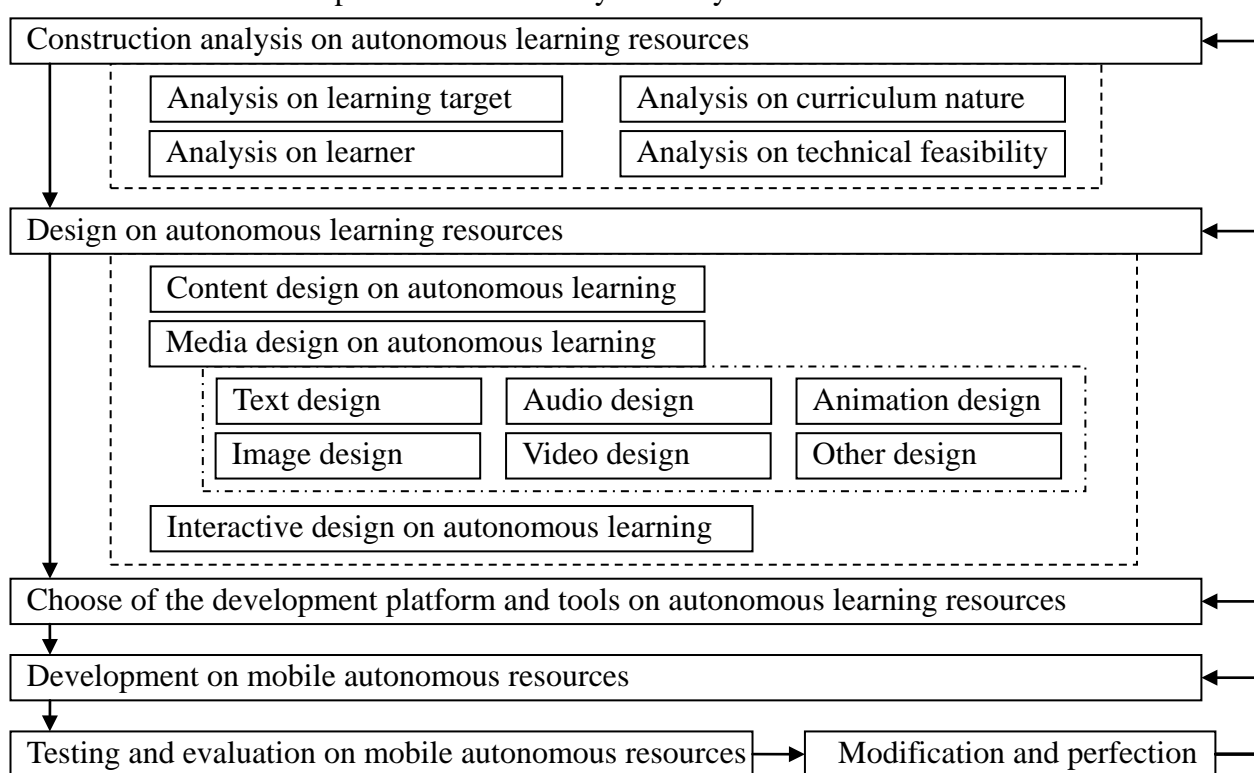 Construction analysis on autonomous learning resources
Analysis on learning target
Analysis on curriculum nature
Analysis on learner
Analysis on technical feasibility
Design on autonomous learning resources
Content design on autonomous learning
Media design on autonomous learning
Text design
Audio design
Animation design
Image design
Video design
Other design
Interactive design on autonomous learning
Choose of the development platform and tools on autonomous learning resources
Development on mobile autonomous resources
Testing and evaluation on mobile autonomous resources
Modification and perfection